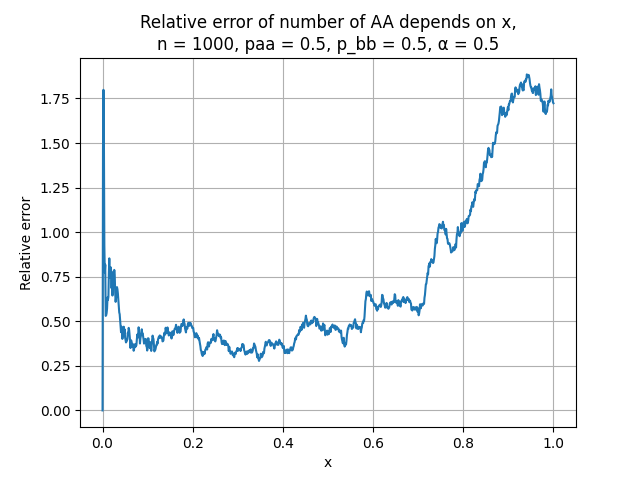 Relative error of number of AA depends on x,
n = 1000, paa = 0.5, p_bb = 0.5, α = 0.5
1.75
1.50
1.25
1.00
0.75
0.50
0.25
0.00
Relative error
0.0 0.2 0.4 0.6 0.8 1.0
x